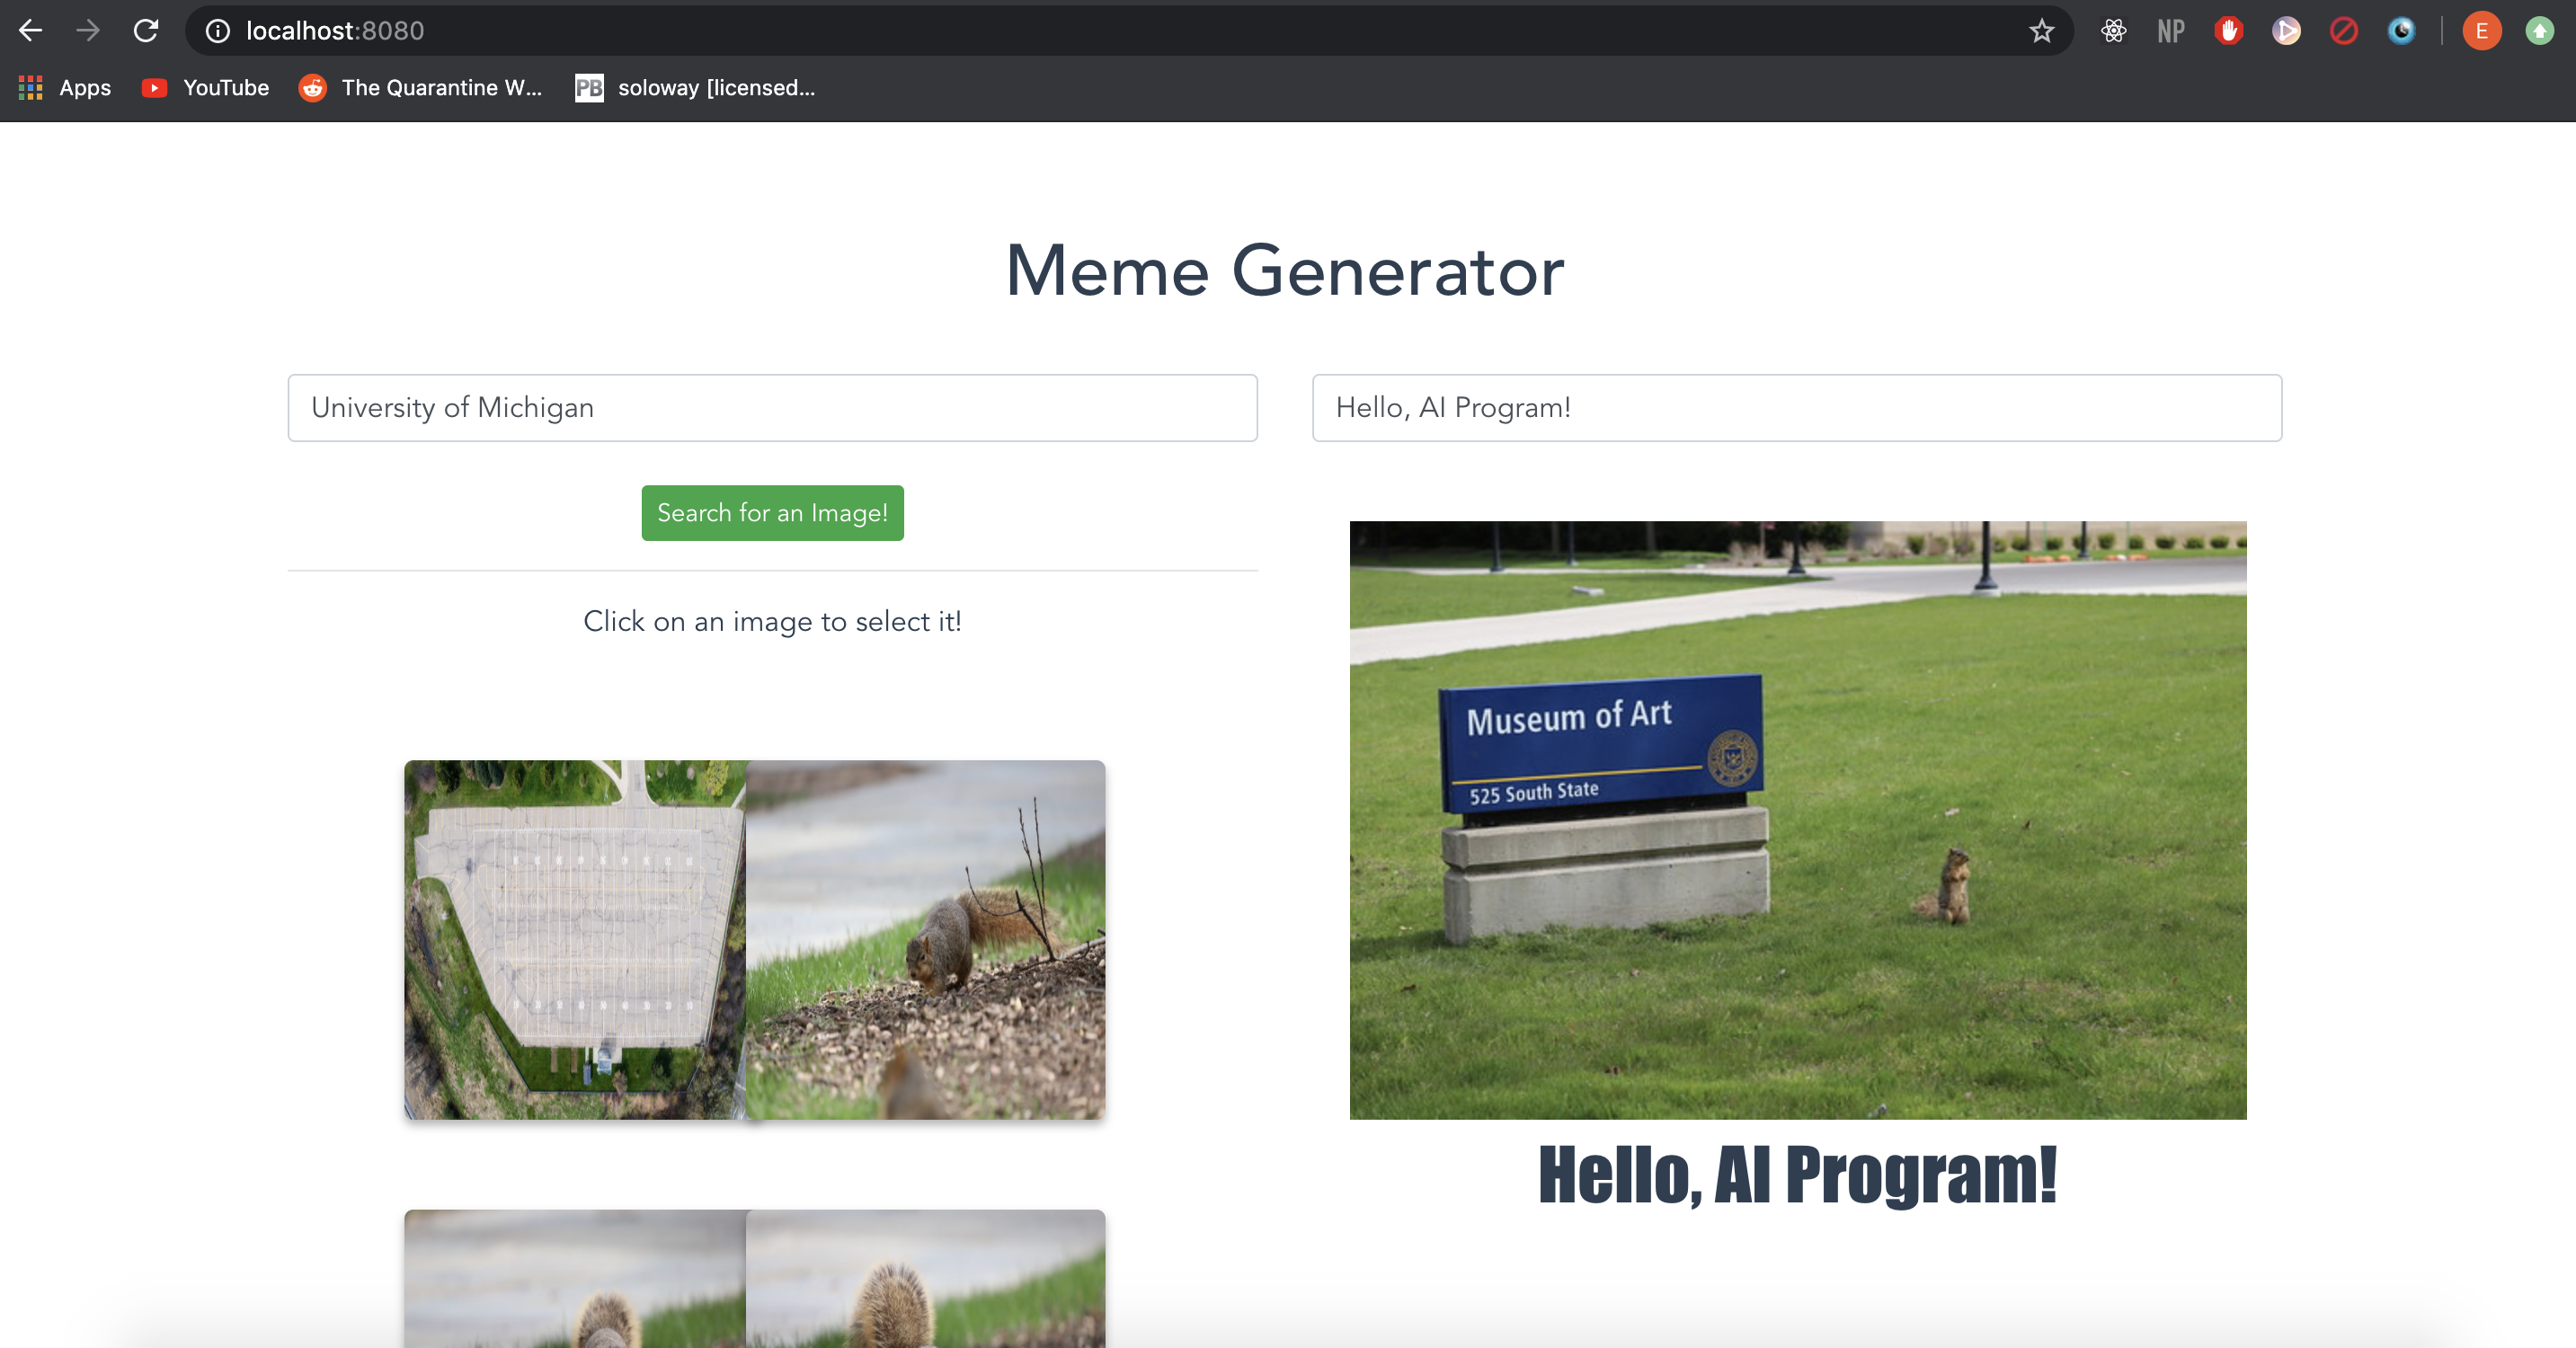 localhost:8080
NP
E
Apps
YouTube
The Quarantine W...
PB
soloway [licensed...
Meme Generator
University of Michigan
Hello, AI Program!
Search for an Image!
Click on an image to select it!
Museum of Art
525 South State
Hello, AI Program!